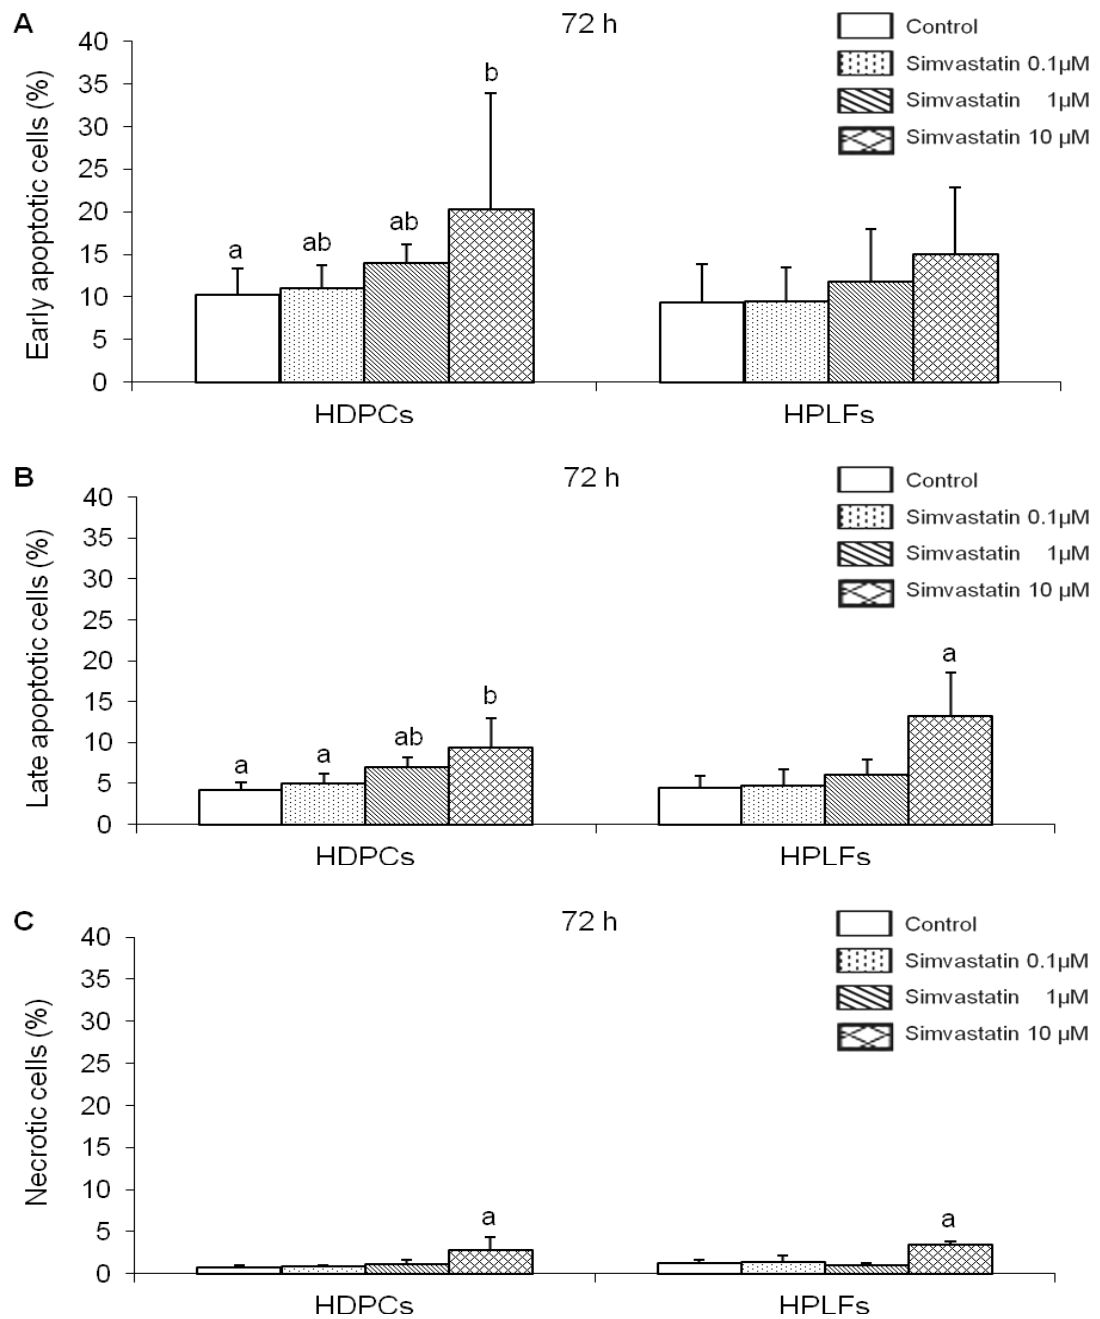 A
72 h
Control
Simvastatin 0.1µM
Simvastatin 1µM
Simvastatin 10 µM
Early apoptotic cells (%)
40
35
30
25
20
15
10
5
0
a
ab
ab
b
HDPCs
HPLFs
B
72 h
Control
Simvastatin 0.1µM
Simvastatin 1µM
Simvastatin 10 µM
Late apoptotic cells (%)
40
35
30
25
20
15
10
5
0
a
a
ab
b
a
HDPCs
HPLFs
C
72 h
Control
Simvastatin 0.1µM
Simvastatin 1µM
Simvastatin 10 µM
Necrotic cells (%)
40
35
30
25
20
15
10
5
0
a
a
HDPCs
HPLFs